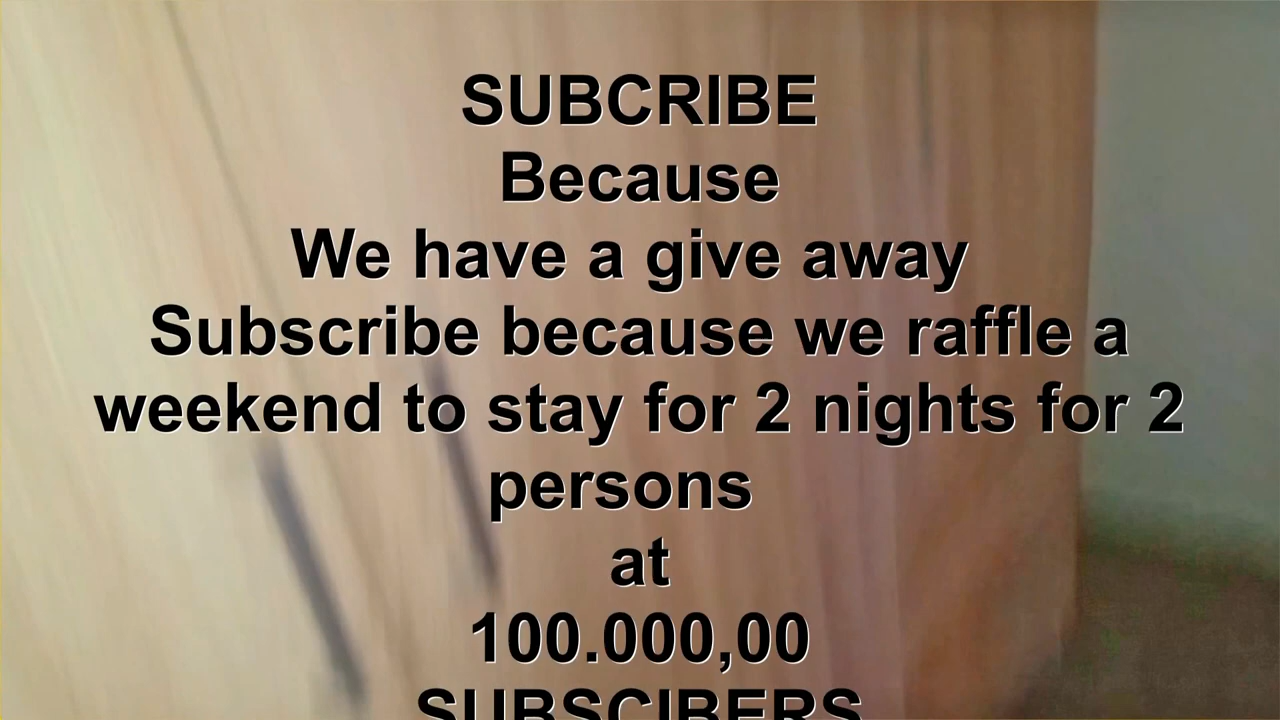 SUBCRIBE
Because
We have a give away
Subscribe because we raffle a
weekend to stay for 2 nights for 2
persons
at
100.000,00
SUBSCIBERS